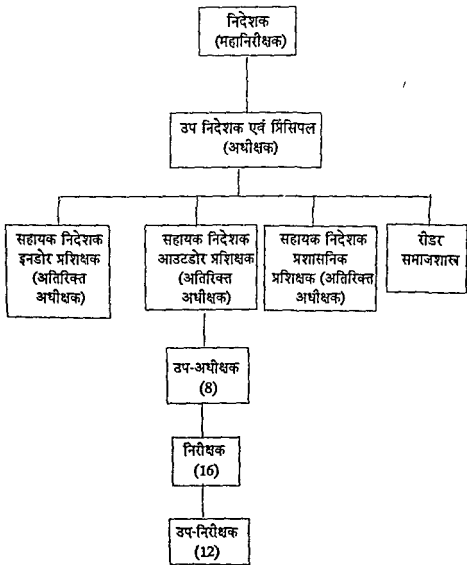 निदेशक
(महानिरीक्षक)
उप निदेशक एवं प्रिंसिपल
(अधीक्षक)
सहायक निदेशक
इनडोर प्रशिक्षक
(अतिरिक्त
अधीक्षक)
सहायक निदेशक
आउटडोर प्रशिक्षक
(अतिरिक्त
अधीक्षक)
सहायक निदेशक
प्रशासनिक
प्रशिक्षक (अतिरिक्त
अधीक्षक)
रीडर
समाजशास्त्र
उप-अधीक्षक
(8)
निरीक्षक
(16)
उप-निरीक्षक
(12)